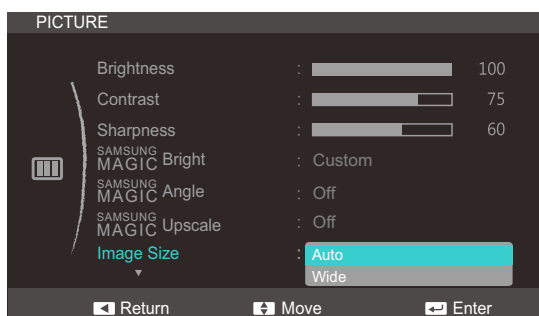 PICTURE
Brightness : 100
Contrast : 75
Sharpness : 60
SAMSUNG MAGIC Bright : Custom
SAMSUNG MAGIC Angle : Off
SAMSUNG MAGIC Upscale : Off
Image Size : Auto
Wide
Return Move Enter